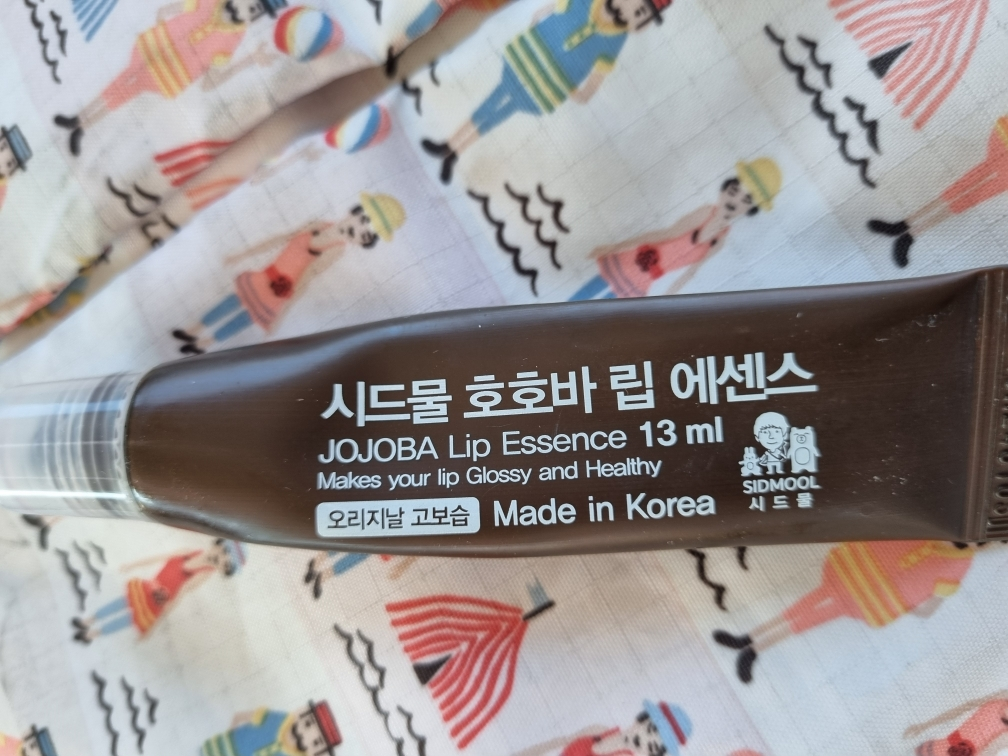 시드물 호호바 립 에센스
JOJOBA Lip Essence 13 ml
Makes your lip Glossy and Healthy
오리지날 고보습 Made in Korea
SIDMOOL
시드물